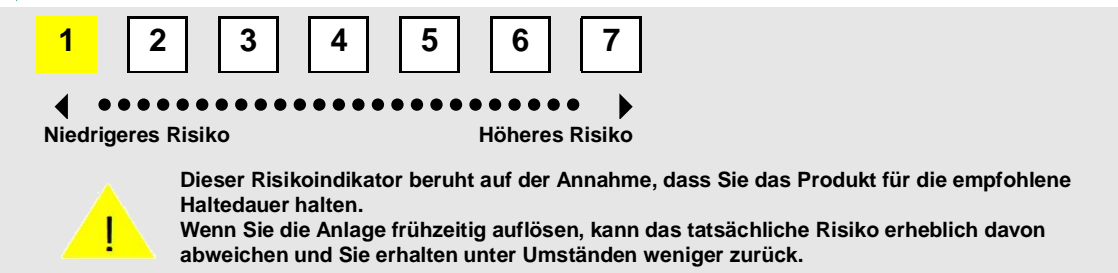 1 2 3 4 5 6 7
Niedrigeres Risiko Höheres Risiko
Dieser Risikoindikator beruht auf der Annahme, dass Sie das Produkt für die empfohlene
Haltedauer halten.
Wenn Sie die Anlage frühzeitig auflösen, kann das tatsächliche Risiko erheblich davon
abweichen und Sie erhalten unter Umständen weniger zurück.
!